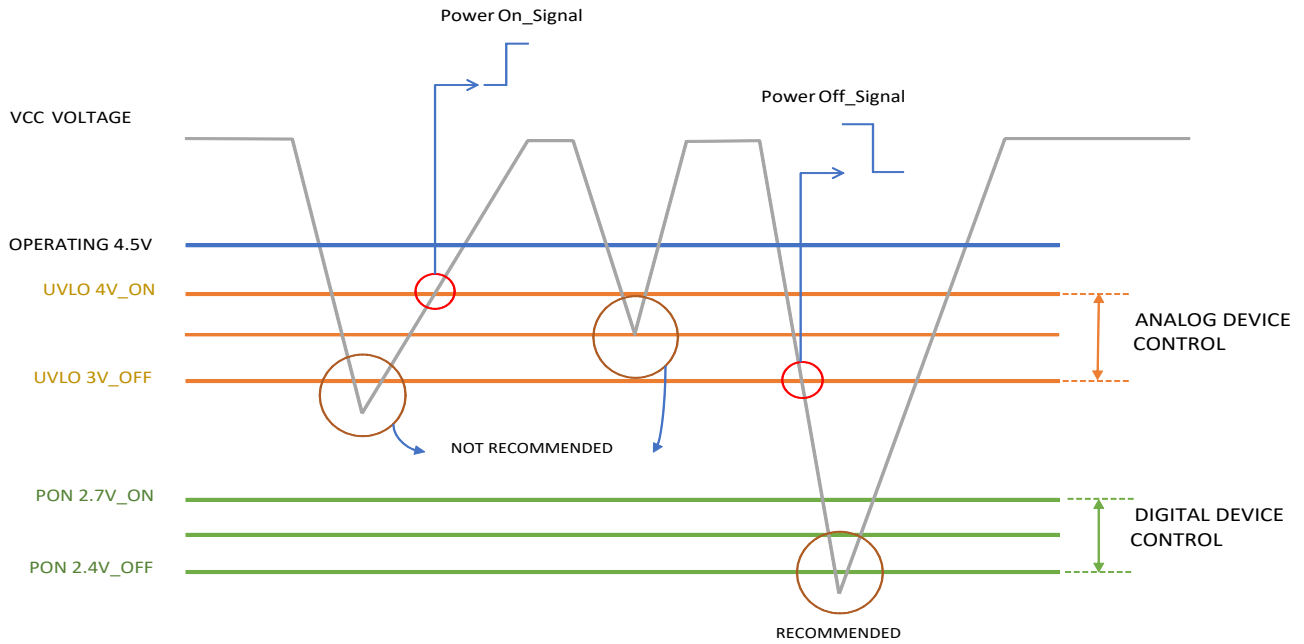 Power On_Signal
Power Off_Signal
VCC VOLTAGE
OPERATING 4.5V
UVLO 4V_ON
ANALOG DEVICE
CONTROL
UVLO 3V_OFF
NOT RECOMMENDED
PON 2.7V_ON
DIGITAL DEVICE
CONTROL
PON 2.4V_OFF
RECOMMENDED